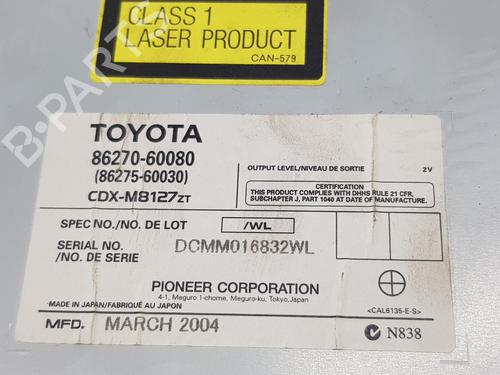 CLASS 1
LASER PRODUCT
CAN-579
B-PARTS
TOYOTA
86270-60080
(86275-60030)
CDX-M8127ZT
OUTPUT LEVEL/NIVEAU DE SORTIE 2V
CERTIFICATION
THIS PRODUCT COMPLIES WITH DHHS RULE 21 CFR,
SUBCHAPTER J, PART 1040 AT DATE OF MANUFACTURE.
SPEC NO./NO. DE LOT /WL
SERIAL NO.
/NO. DE SERIE DCMM016832WL
PIONEER CORPORATION
4-1, Meguro 1-chome, Meguro-ku, Tokyo, Japan
MADE IN JAPAN/FABRIQUÉ AU JAPON
<CAL6135-E-S>
MFD. MARCH 2004
N838